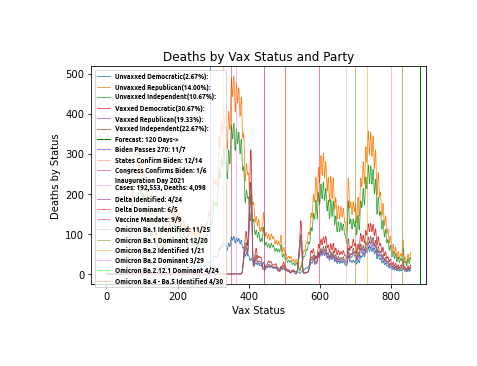 Deaths by Vax Status and Party
Deaths by Status
500
400
300
200
100
0
Unvaxxed Democratic(2.67%):
Unvaxxed Republican(14.00%):
Unvaxxed Independent(10.67%):
Vaxxed Democratic(30.67%):
Vaxxed Republican(19.33%):
Vaxxed Independent(22.67%):
Forecast: 120 Days->
Biden Passes 270: 11/7
States Confirm Biden: 12/14
Congress Confirms Biden: 1/6
Inauguration Day 2021
Cases: 192,553, Deaths: 4,098
Delta Identified: 4/24
Delta Dominant: 6/5
Vaccine Mandate: 9/9
Omicron Ba.1 Identified: 11/25
Omicron Ba.1 Dominant 12/20
Omicron Ba.2 Identified 1/21
Omicron Ba.2 Dominant 3/29
Omicron Ba.2.12.1 Dominant 4/24
Omicron Ba.4 - Ba.5 Identified 4/30
0 200 400 600 800
Vax Status